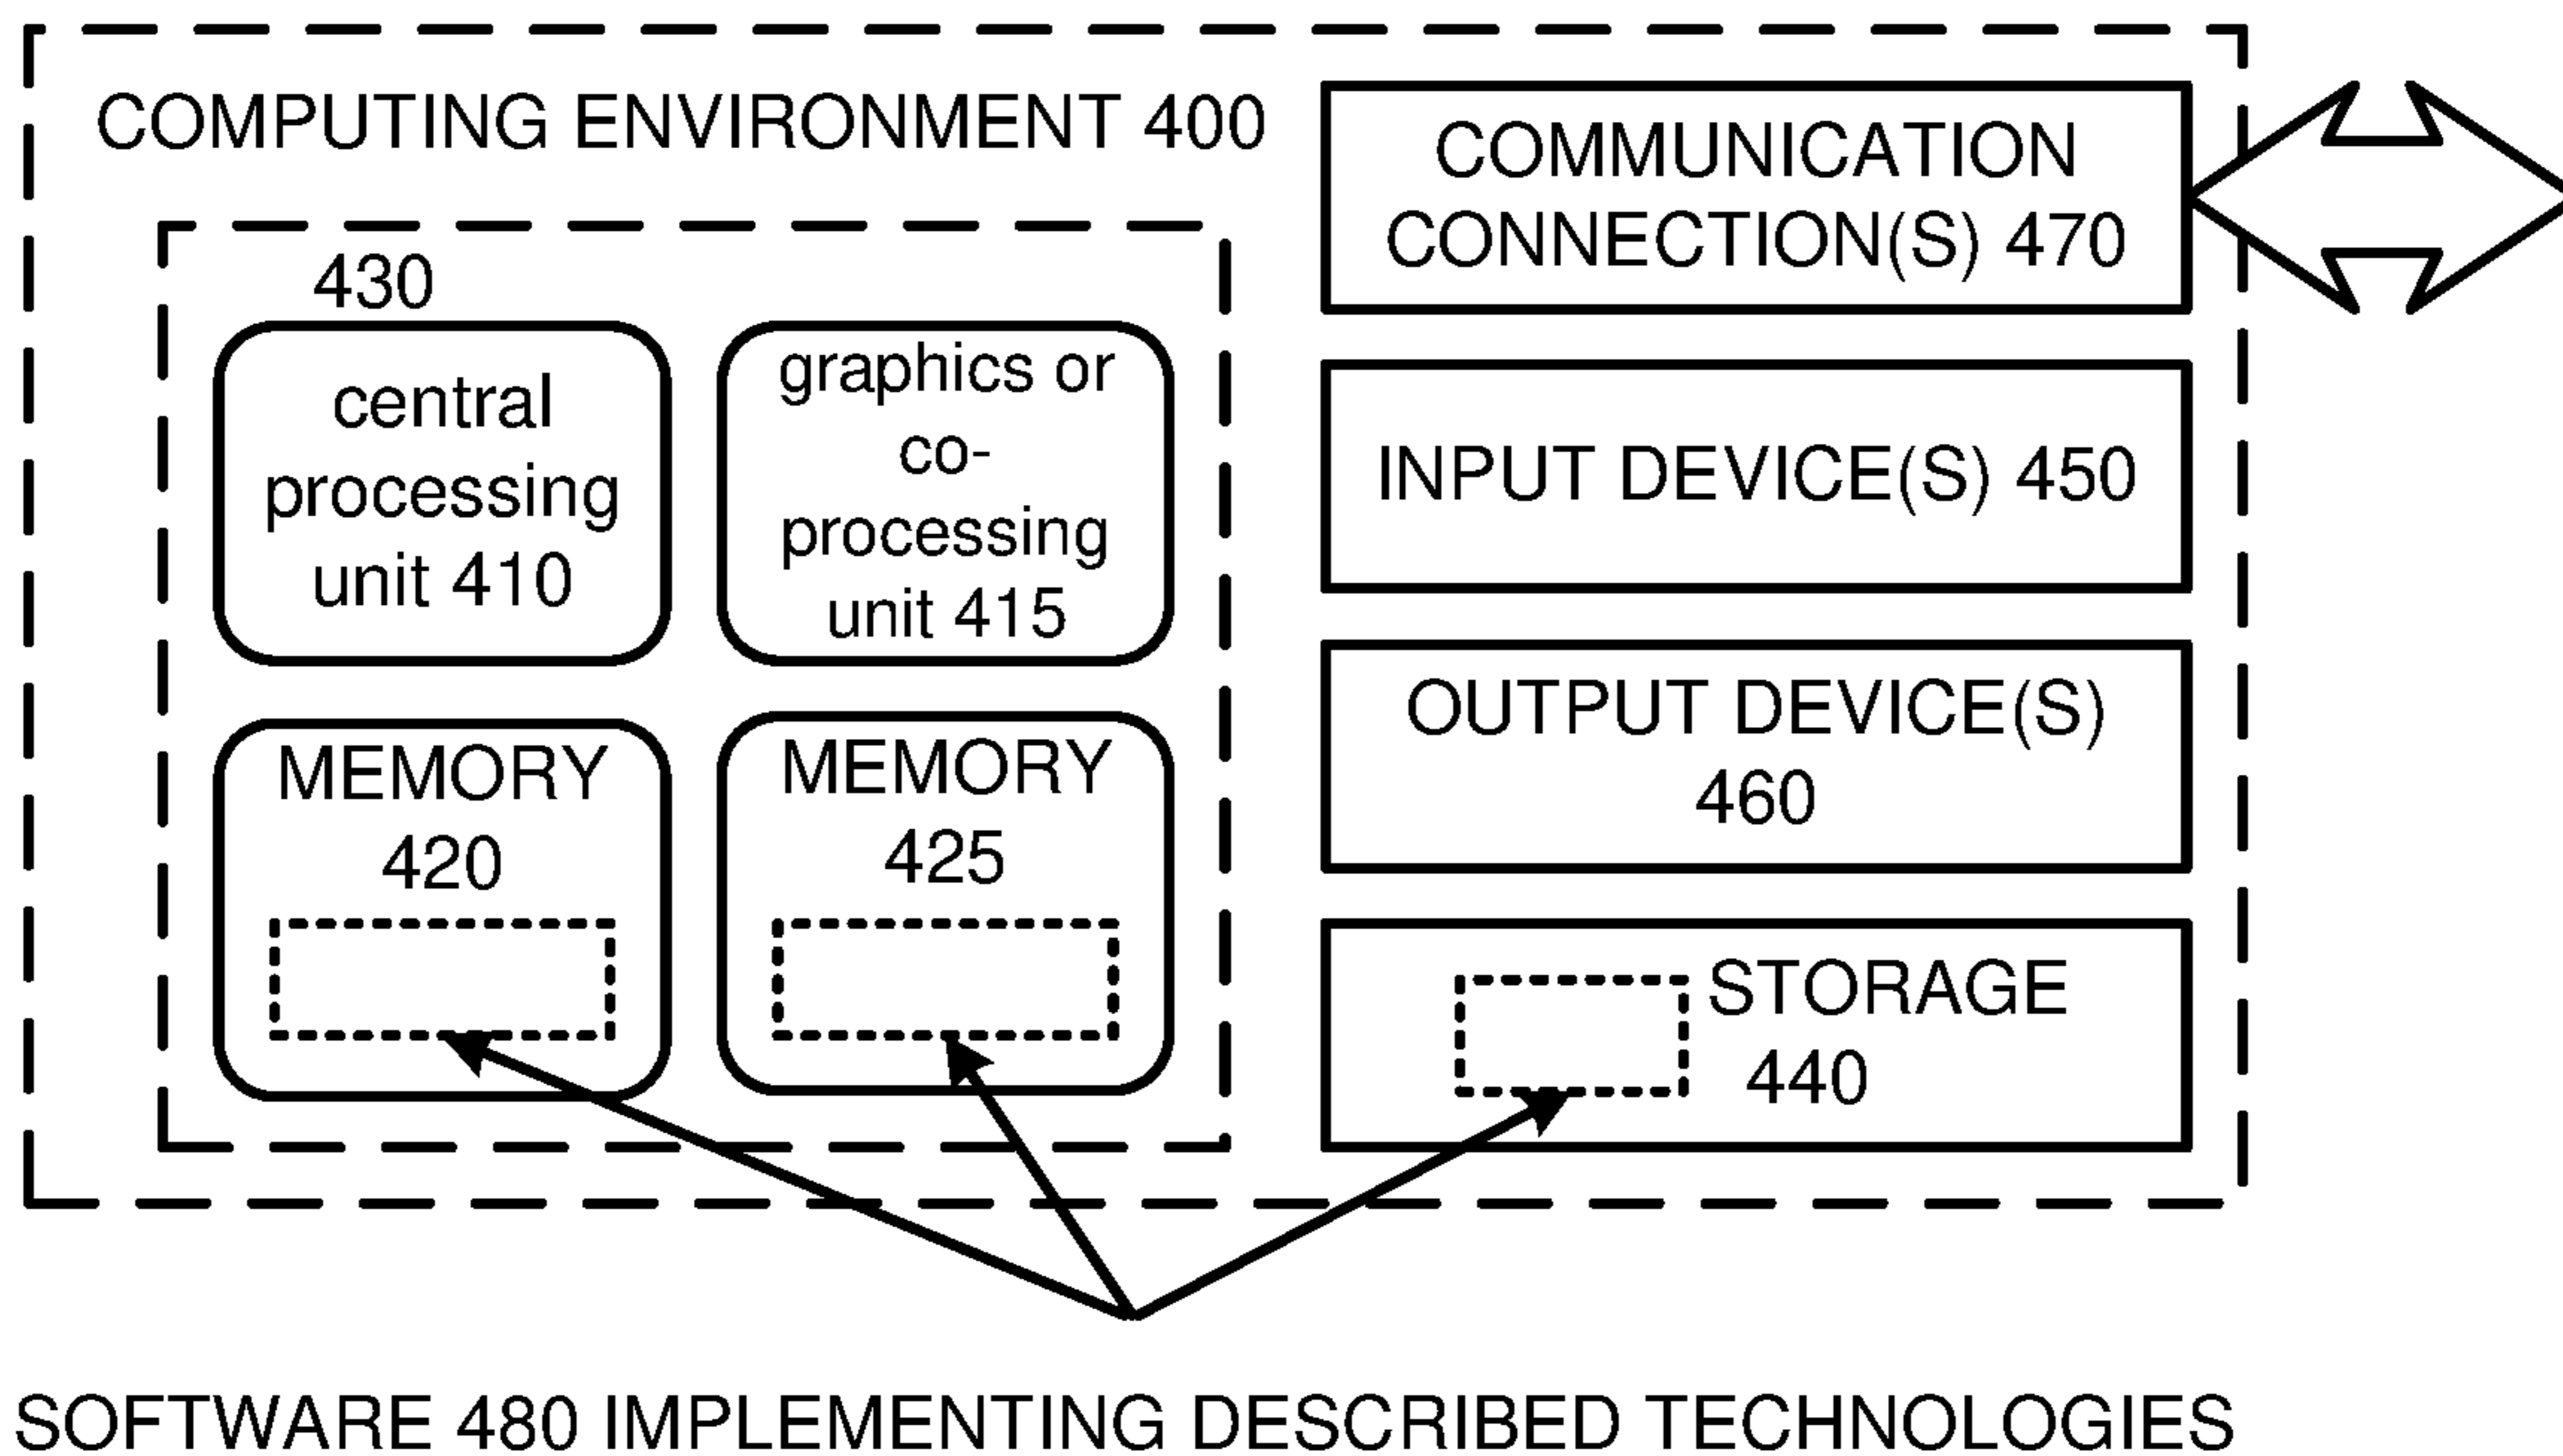 COMPUTING ENVIRONMENT 400
430
central
processing
unit 410
graphics or
co-
processing
unit 415
MEMORY
420
MEMORY
425
COMMUNICATION
CONNECTION(S) 470
INPUT DEVICE(S) 450
OUTPUT DEVICE(S)
460
STORAGE
440
SOFTWARE 480 IMPLEMENTING DESCRIBED TECHNOLOGIES